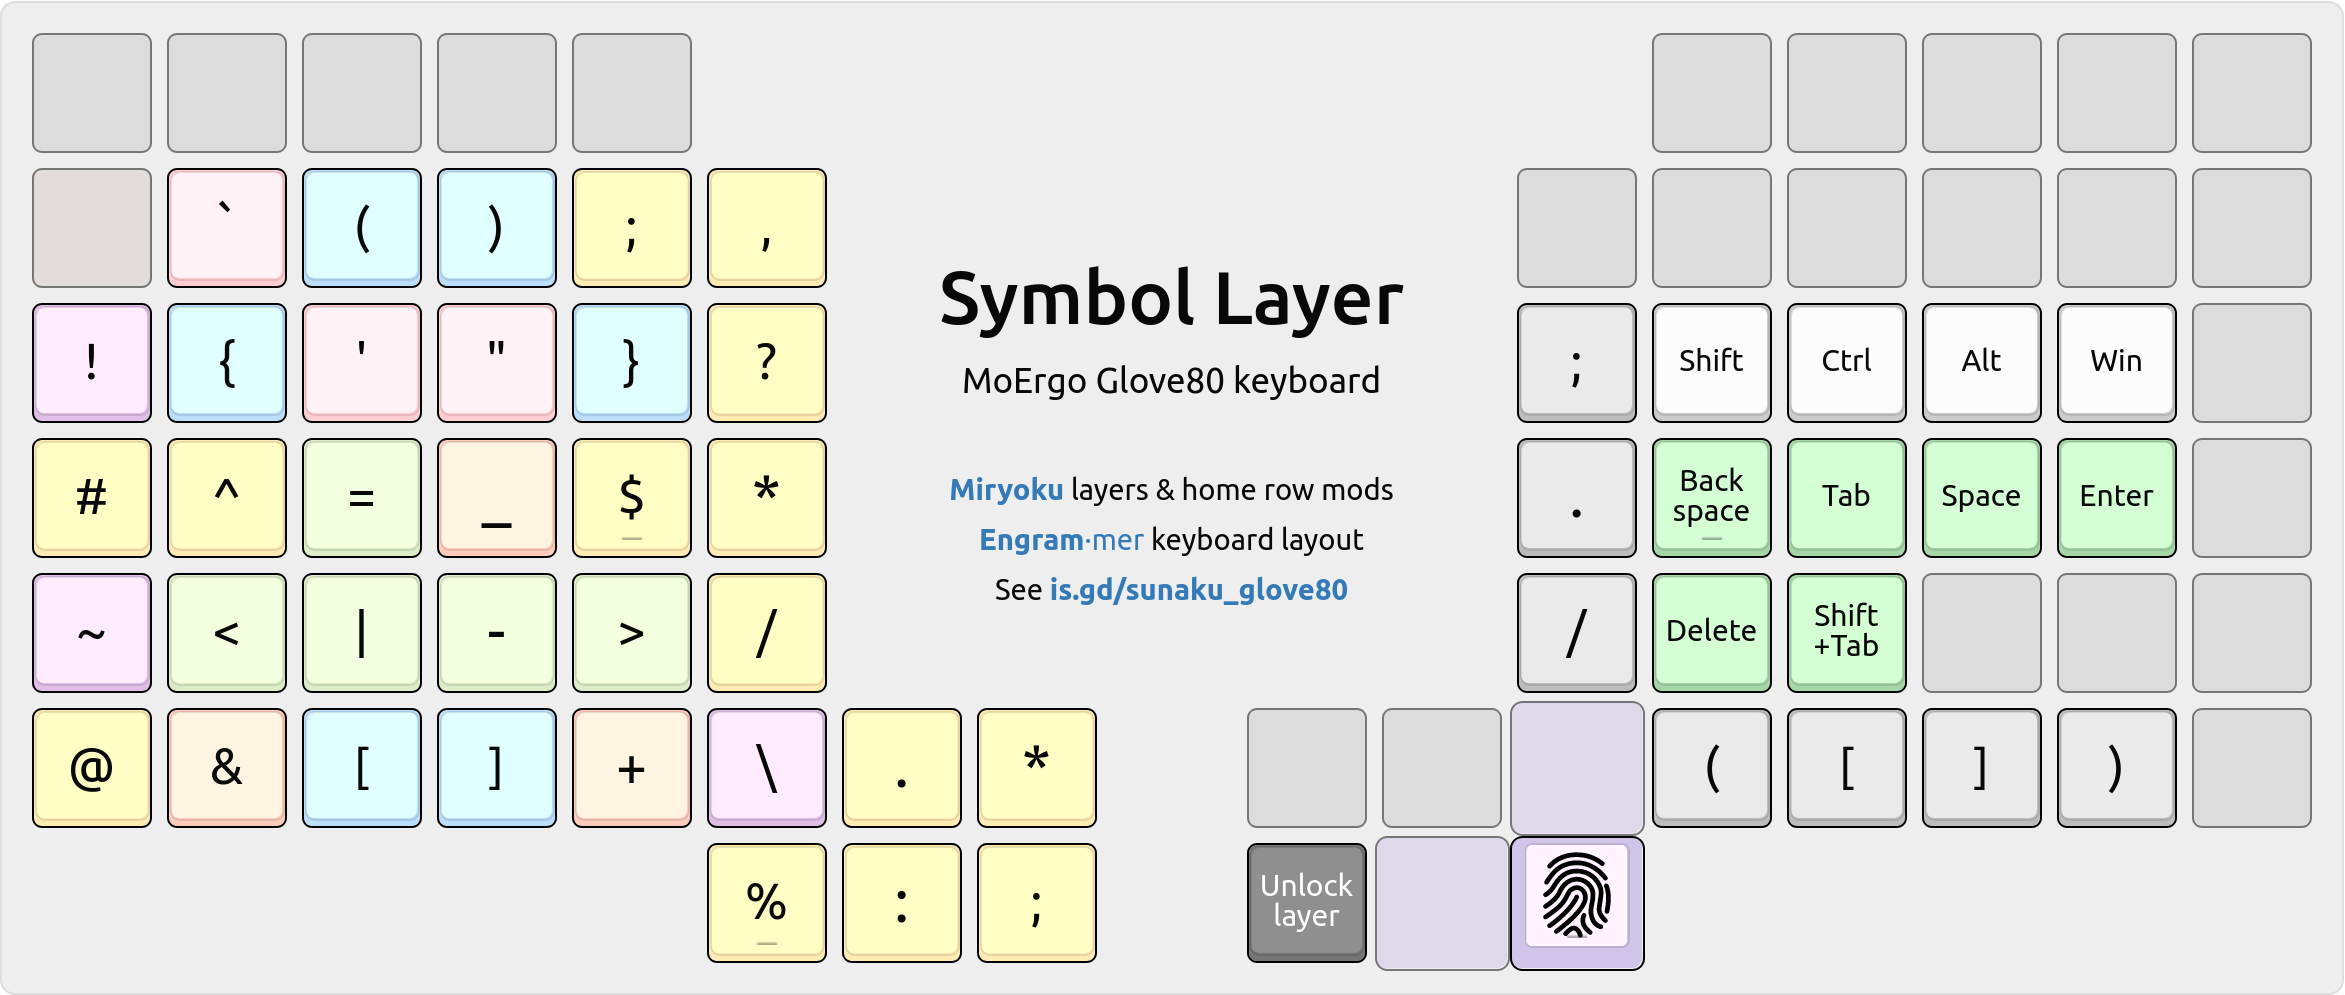 ` ( ) ; ,
Symbol Layer
MoErgo Glove80 keyboard
Miryoku layers & home row mods
Engram·mer keyboard layout
See is.gd/sunaku_glove80
! { ' " } ?
; Shift Ctrl Alt Win
# ^ = _ $ *
. Back space Tab Space Enter
~ < | - > /
/ Delete Shift +Tab
@ & [ ] + \ . *
( [ ] )
% : ;
Unlock layer